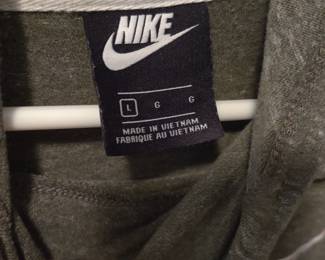 NIKE
L G G
MADE IN VIETNAM
FABRIQUE AU VIETNAM